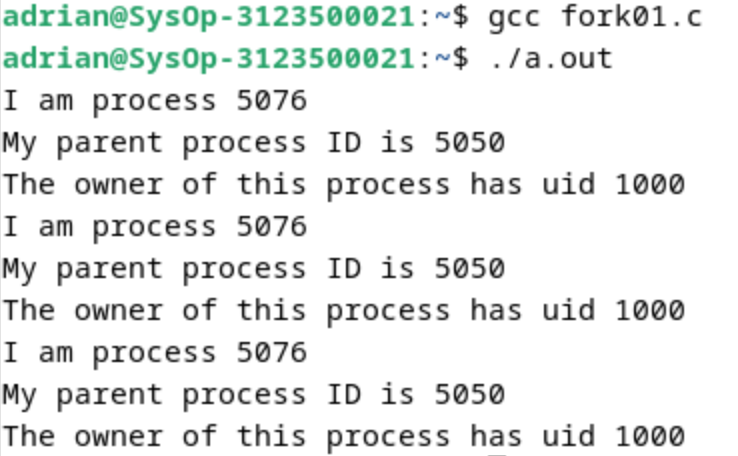 adrian@SysOp-3123500021:~$ gcc fork01.c
adrian@SysOp-3123500021:~$ ./a.out
I am process 5076
My parent process ID is 5050
The owner of this process has uid 1000
I am process 5076
My parent process ID is 5050
The owner of this process has uid 1000
I am process 5076
My parent process ID is 5050
The owner of this process has uid 1000